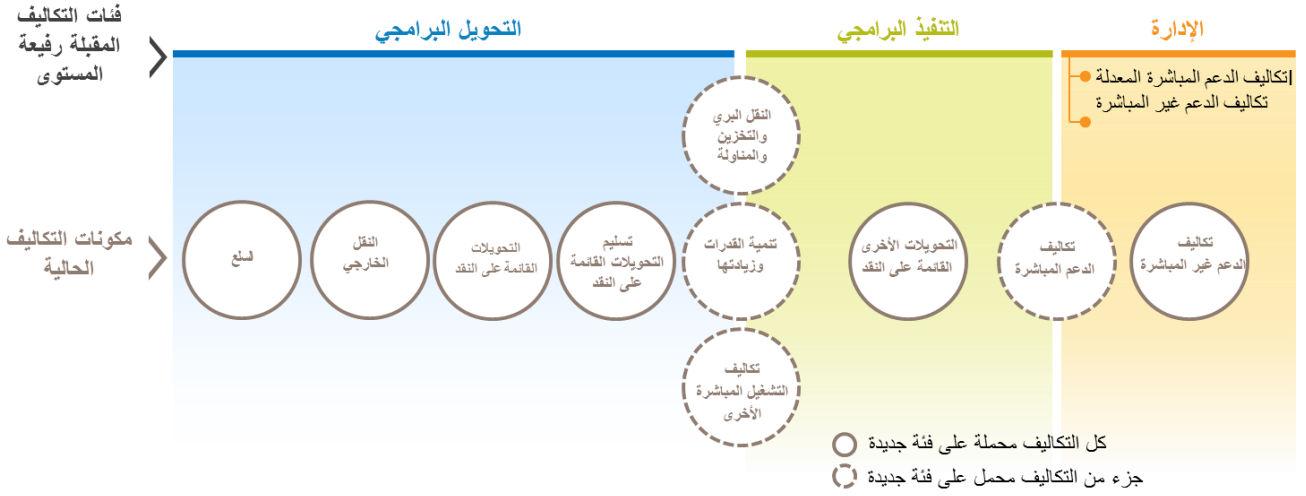 فئات التكاليف
المقبلة رفيعة
المستوى
التحويل البرامجي
التنفيذ البرامجي
الإدارة
تكاليف الدعم المباشرة المعدلة
تكاليف الدعم غير المباشرة
النقل البري
والتخزين
والمناولة
مكونات التكاليف
الحالية
السلع
النقل
الخارجي
التحويلات
القائمة على النقد
تسليم
التحويلات القائمة
على النقد
تنمية القدرات
وزيادتها
التحويلات الأخرى
القائمة على النقد
تكاليف
الدعم المباشرة
تكاليف
الدعم غير المباشرة
تكاليف
التشغيل المباشرة
الأخرى
كل التكاليف محملة على فئة جديدة
جزء من التكاليف محمل على فئة جديدة